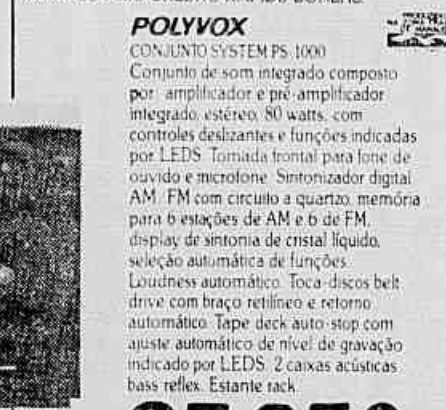 POLYVOX
CONJUNTO SYSTEM PS 1000
Conjunto de som integrado composto
por amplificador e pré-amplificador
integrado, estéreo, 80 watts, com
controles deslizantes e funções indicadas
por LEDS. Tomada frontal para fone de
ouvido e microfone. Sintonizador digital
AM, FM com circuito a quartzo, memória
para 6 estações de AM e 6 de FM,
display de sintonia de cristal líquido,
seleção automática de funções.
Loudness automático. Toca-discos belt
drive com braço retilíneo e retorno
automático. Tape deck auto-stop com
ajuste automático de nível de gravação
indicado por LEDS. 2 caixas acústicas
bass reflex. Estante rack